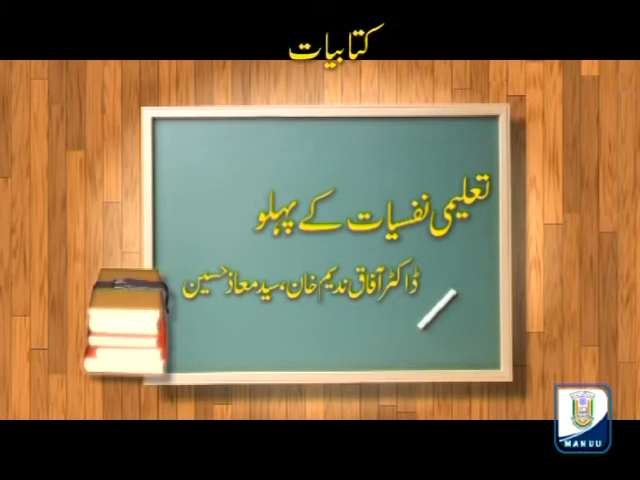 کتابیات
تعلیمی نفسیات کے پہلو
ڈاکٹر آفاق ندیم خان، سید معاذ حسین
MANUU